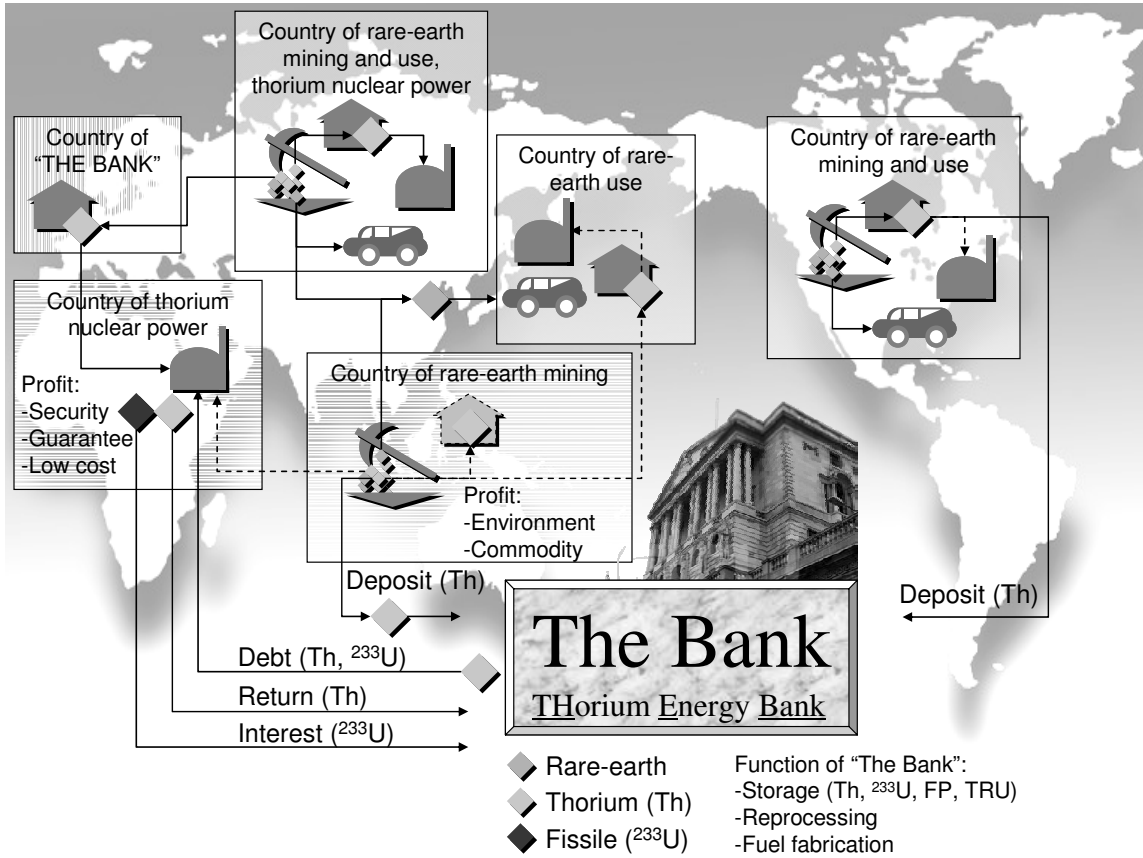 Country of rare-earth
mining and use,
thorium nuclear power
Country of
“THE BANK”
Country of rare-
earth use
Country of rare-earth
mining and use
Country of thorium
nuclear power
Profit:
-Security
-Guarantee
-Low cost
Country of rare-earth mining
Profit:
-Environment
-Commodity
Deposit (Th)
Deposit (Th)
Debt (Th, ²³³U)
Return (Th)
Interest (²³³U)
The Bank
THorium Energy Bank
Rare-earth
Thorium (Th)
Fissile (²³³U)
Function of “The Bank”:
-Storage (Th, ²³³U, FP, TRU)
-Reprocessing
-Fuel fabrication